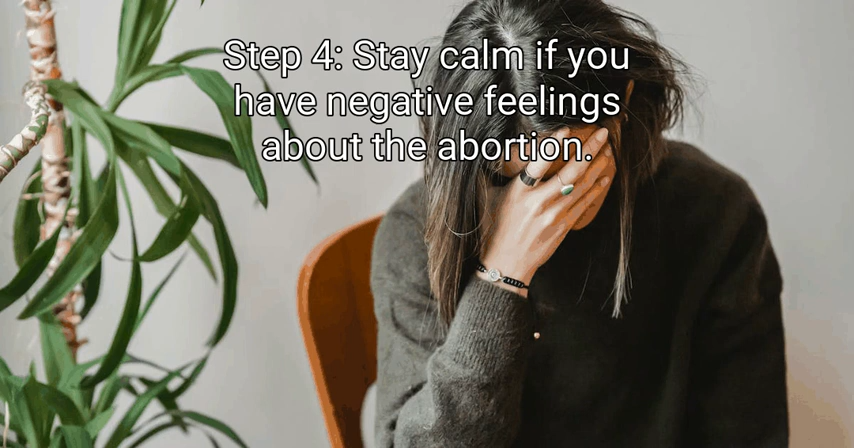 Step 4: Stay calm if you
have negative feelings
about the abortion.